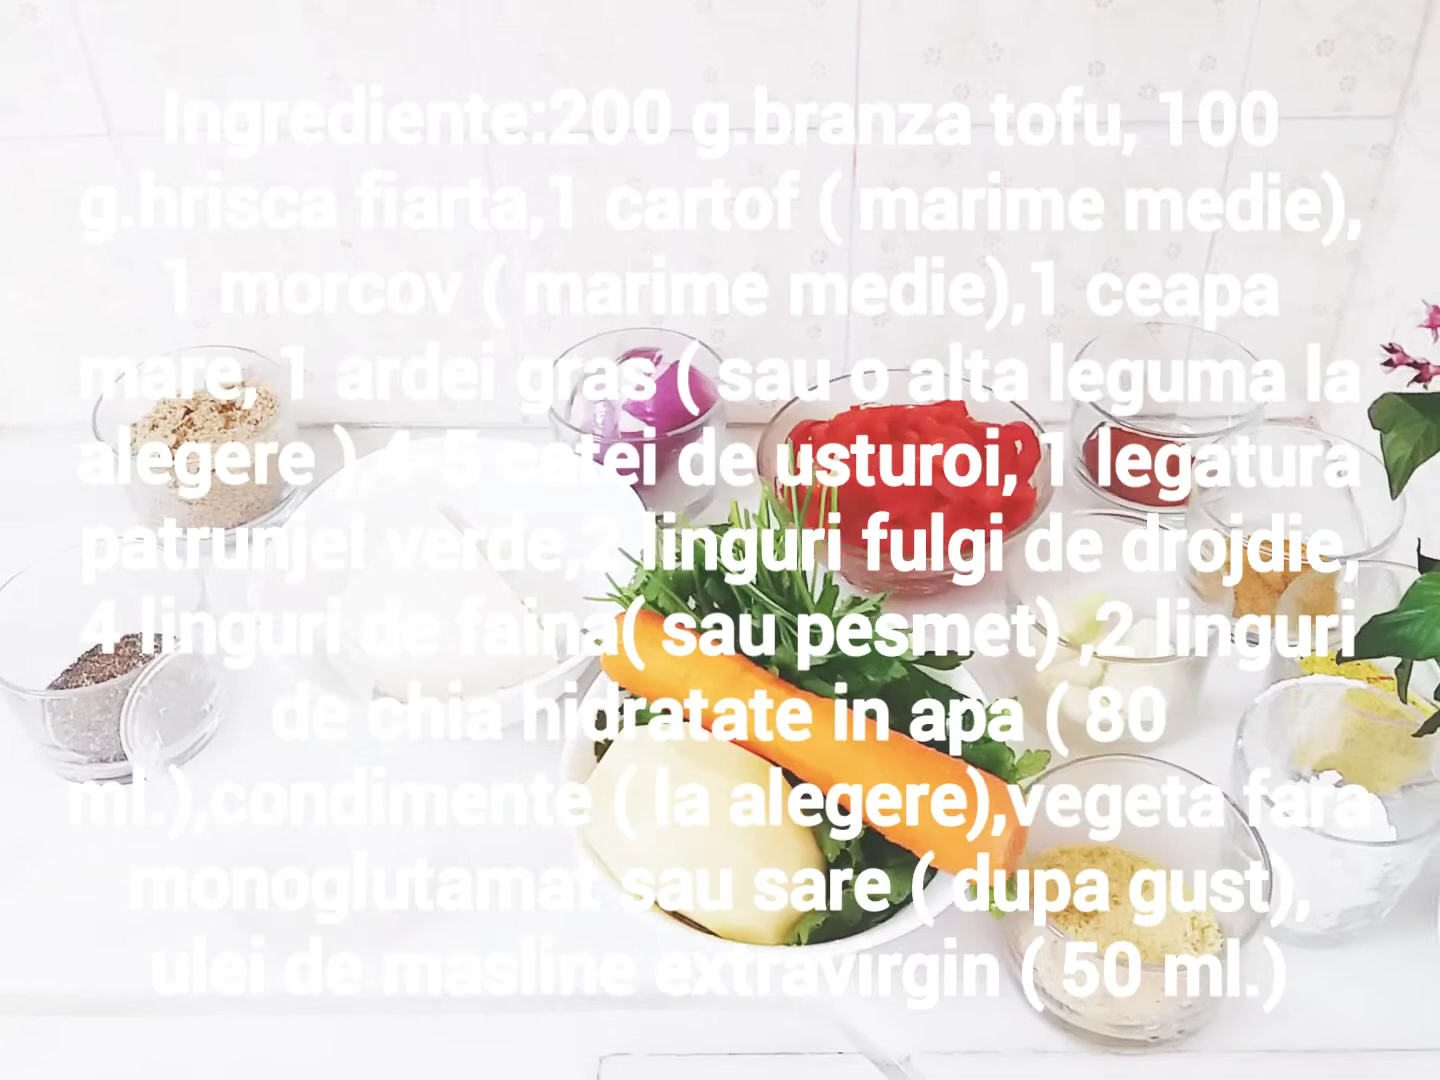 Ingrediente:200 g.branza tofu, 100
g.hrisca fiarta,1 cartof ( marime medie),
1 morcov ( marime medie),1 ceapa
mare, 1 ardei gras ( sau o alta leguma la
alegere ),4-5 catei de usturoi, 1 legatura
patrunjel verde,2 linguri fulgi de drojdie,
4 linguri de faina( sau pesmet) ,2 linguri
de chia hidratate in apa ( 80
ml.),condimente ( la alegere),vegeta fara
monoglutamat sau sare ( dupa gust),
ulei de masline extravirgin ( 50 ml.)